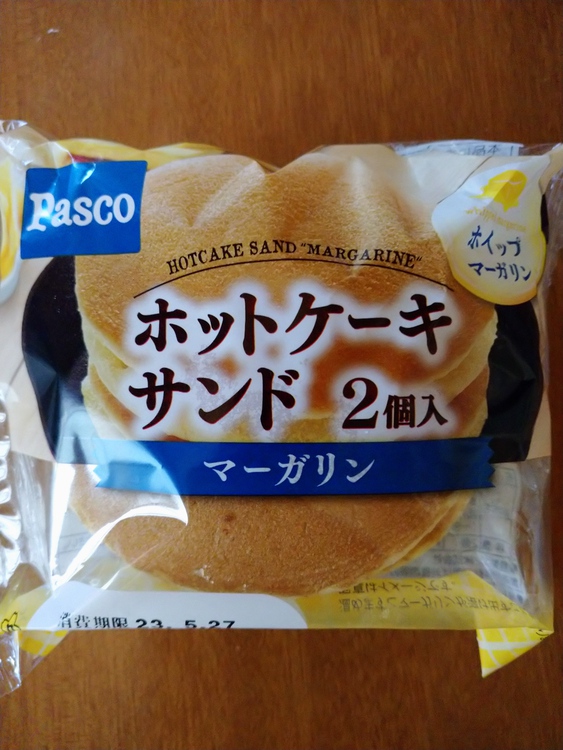 Pasco
HOTCAKE SAND "MARGARINE"
ホイップ
マーガリン
ホットケーキ
サンド 2個入
マーガリン
消費期限 23. 5.27